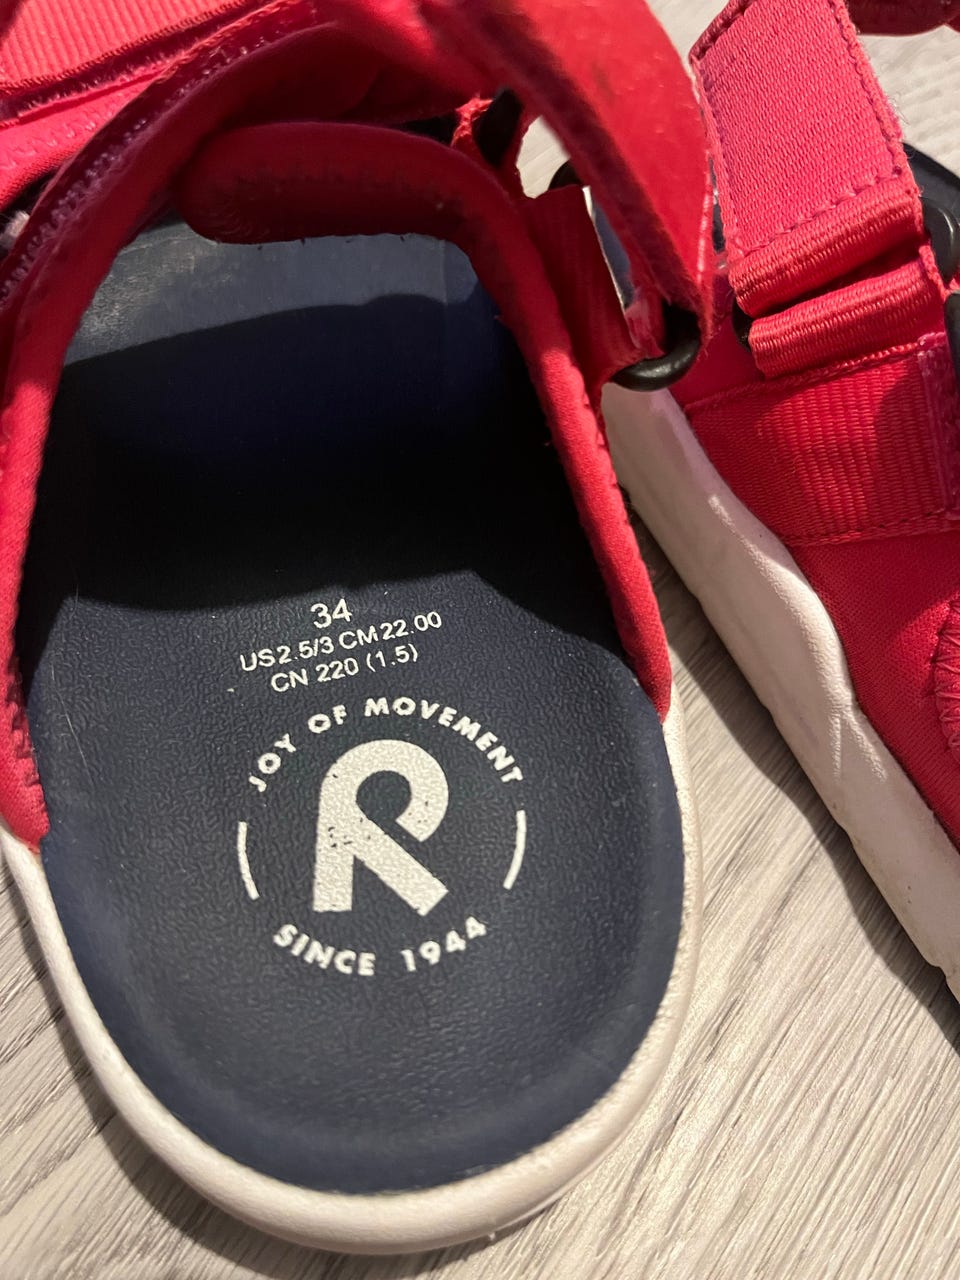 34
US2.5/3 CM22.00
CN 220 (1.5)
JOY OF MOVEMENT
R
SINCE 1944